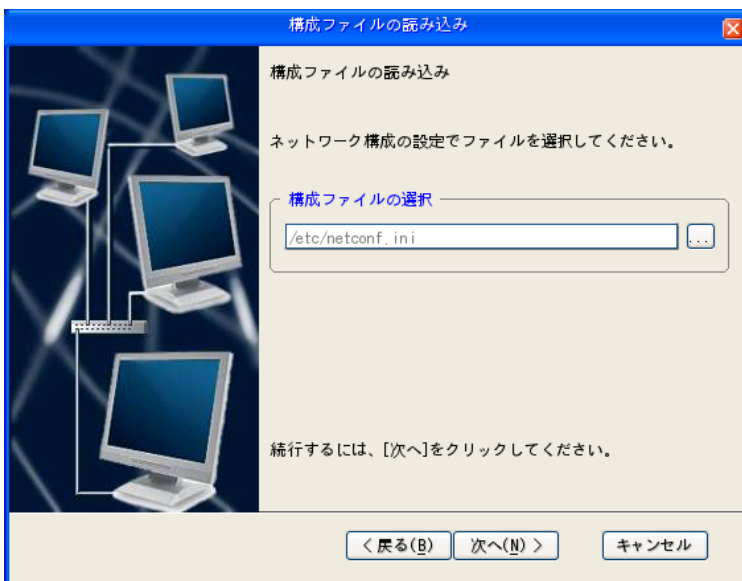 構成ファイルの読み込み
構成ファイルの読み込み
ネットワーク構成の設定でファイルを選択してください。
構成ファイルの選択
/etc/netconf.ini
...
続行するには、[次へ]をクリックしてください。
< 戻る(B)
次へ(N) >
キャンセル